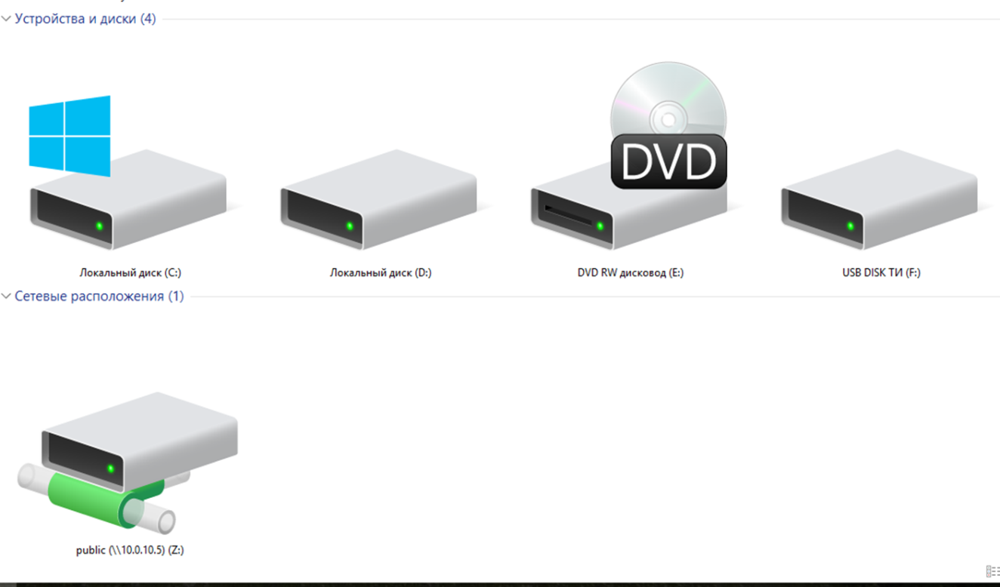 Устройства и диски (4)
DVD
Локальный диск (C:)
Локальный диск (D:)
DVD RW дисковод (E:)
USB DISK ТИ (F:)
Сетевые расположения (1)
public (\\10.0.10.5) (Z:)